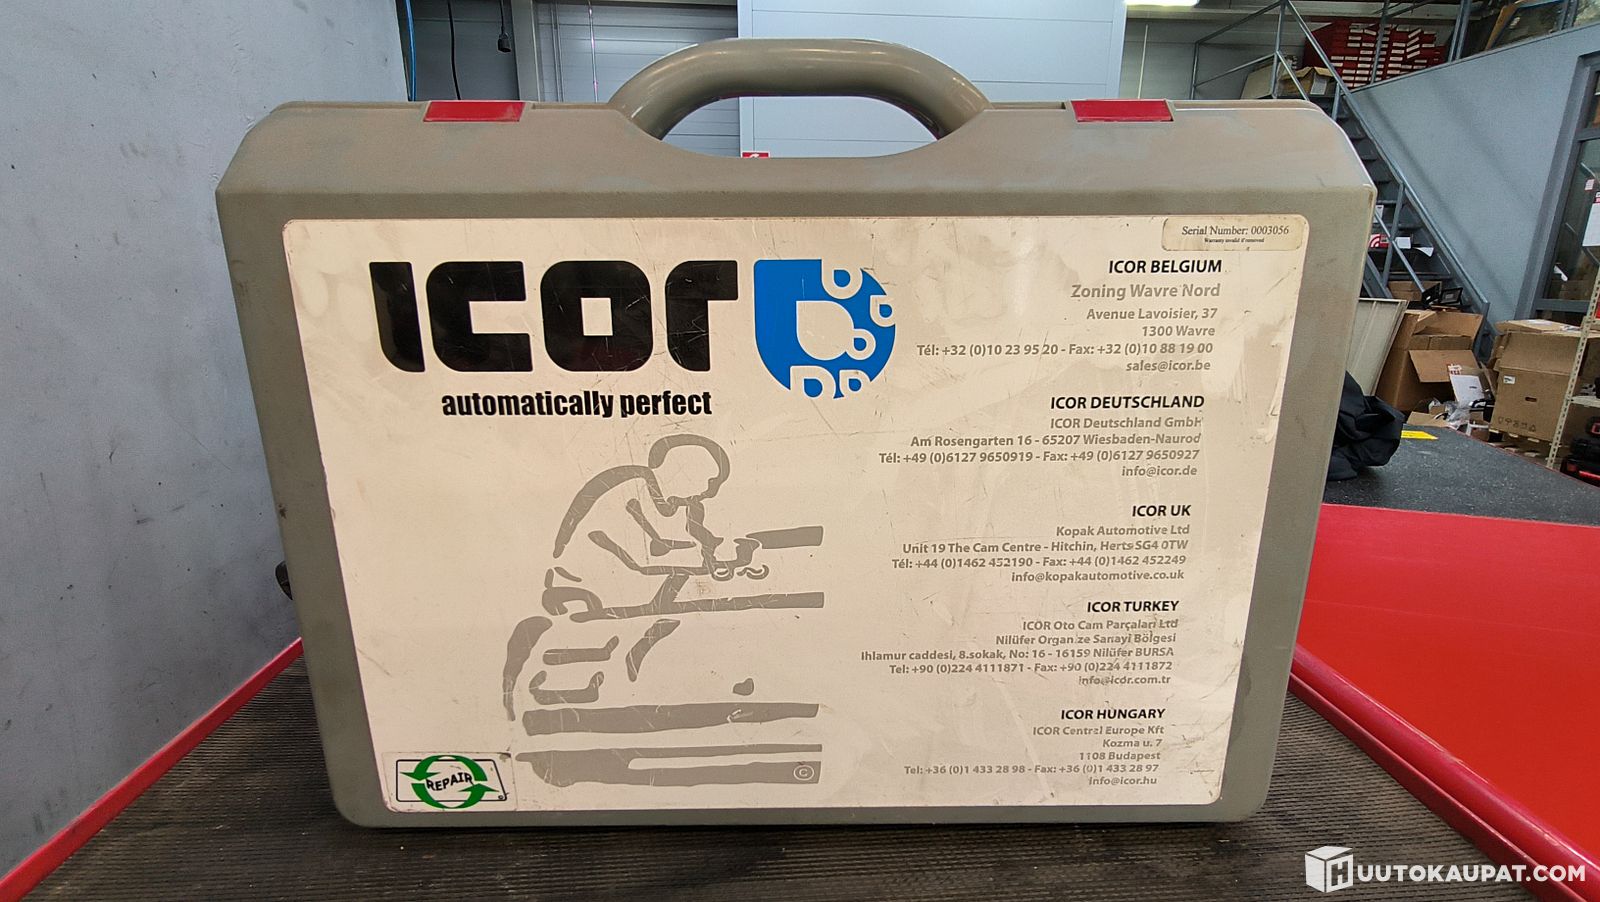 Serial Number: 0003056
Warranty invalid if removed
ICOR
automatically perfect
ICOR BELGIUM
Zoning Wavre Nord
Avenue Lavoisier, 37
1300 Wavre
Tél: +32 (0)10 23 95 20 - Fax: +32 (0)10 88 19 00
sales@icor.be
ICOR DEUTSCHLAND
ICOR Deutschland GmbH
Am Rosengarten 16 - 65207 Wiesbaden-Naurod
Tél: +49 (0)6127 9650919 - Fax: +49 (0)6127 9650927
info@icor.de
ICOR UK
Kopak Automotive Ltd
Unit 19 The Cam Centre - Hitchin, Herts SG4 0TW
Tél: +44 (0)1462 452190 - Fax: +44 (0)1462 452249
info@kopakautomotive.co.uk
ICOR TURKEY
ICOR Oto Cam Parçaları Ltd
Nilüfer Organize Sanayi Bölgesi
Ihlamur caddesi, 8.sokak, No: 16 - 16159 Nilüfer BURSA
Tel: +90 (0)224 4111871 - Fax: +90 (0)224 4111872
info@icor.com.tr
ICOR HUNGARY
ICOR Central Europe Kft
Kozma u. 7
1108 Budapest
Tel: +36 (0)1 433 28 98 - Fax: +36 (0)1 433 28 97
info@icor.hu
©
REPAIR
HUUTOKAUPAT.COM